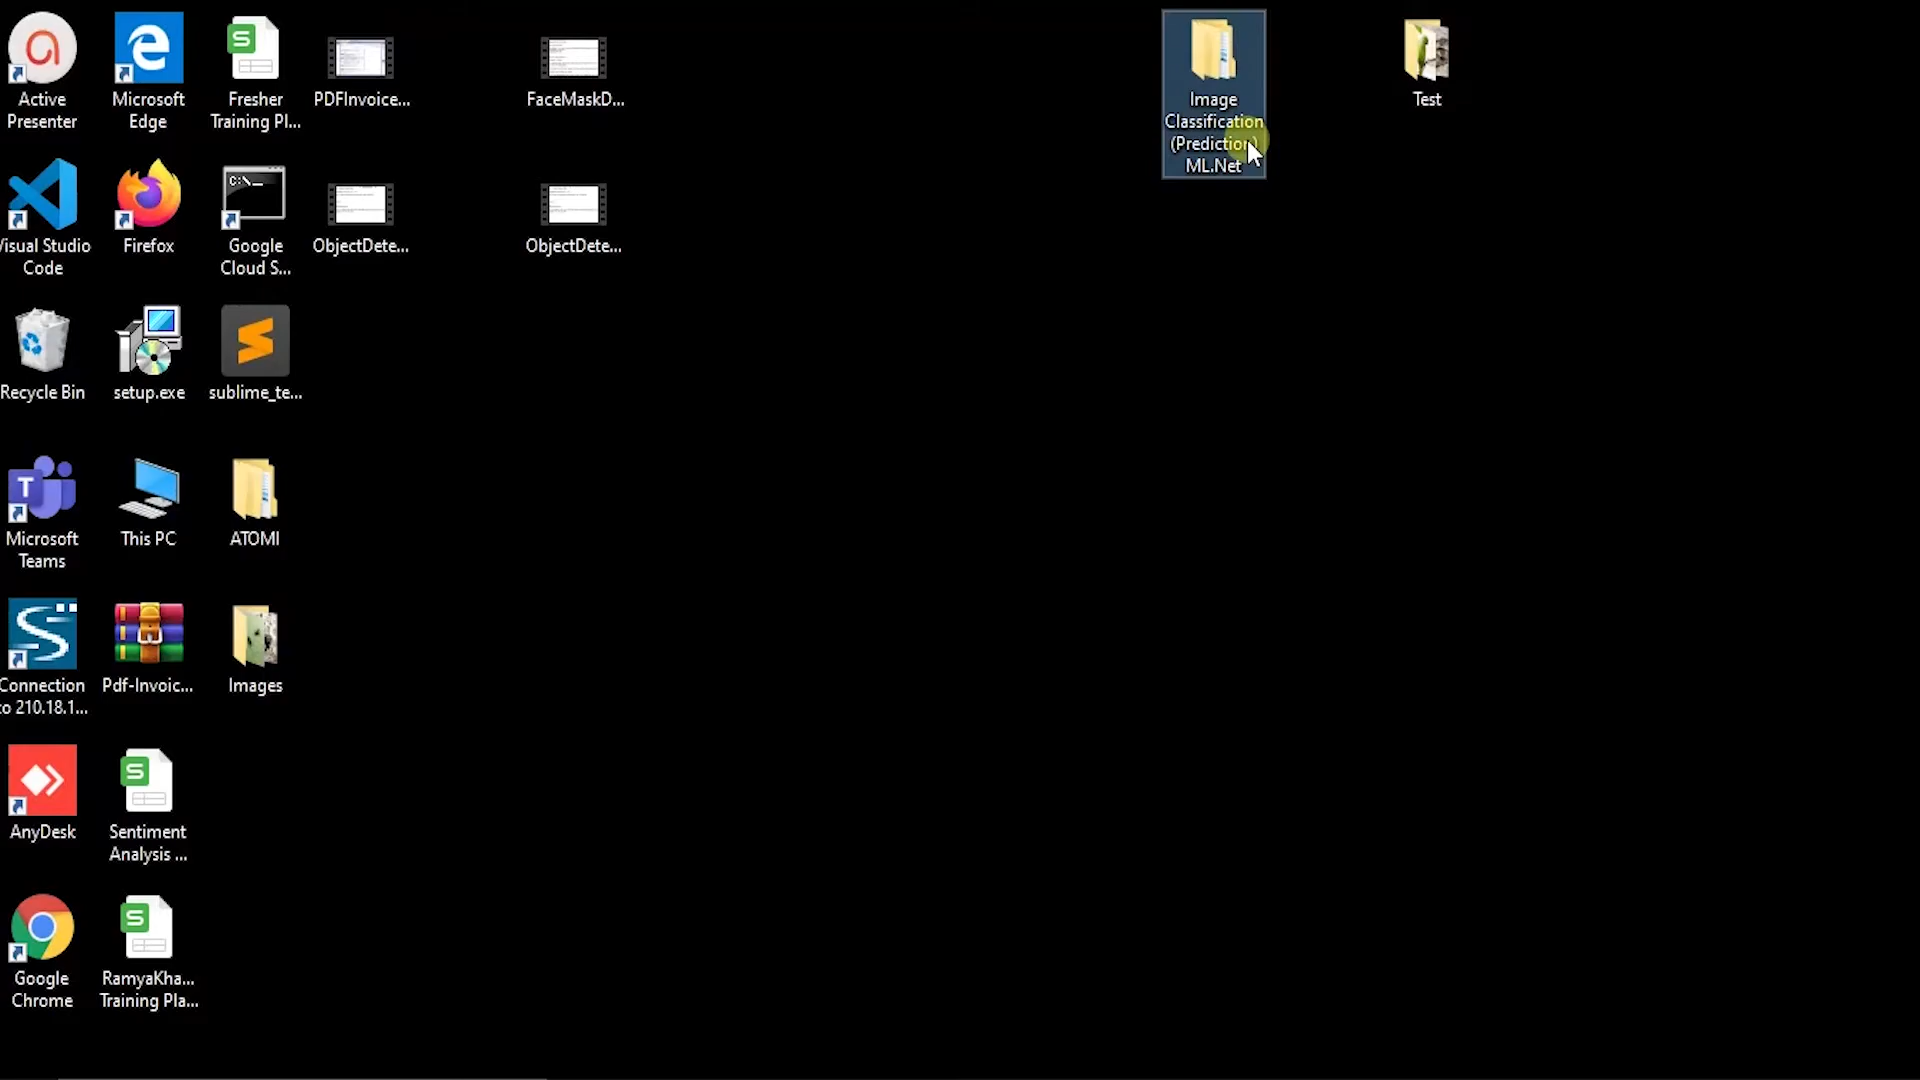 Active
Presenter
Microsoft
Edge
Fresher
Training Pl...
PDFInvoice...
FaceMaskD...
Image
Classification
(Prediction)
ML.Net
Test
Visual Studio
Code
Firefox
C:\._
Google
Cloud S...
ObjectDete...
ObjectDete...
Recycle Bin
setup.exe
sublime_te...
Microsoft
Teams
This PC
ATOMI
Connection
to 210.18.1...
Pdf-Invoic...
Images
AnyDesk
Sentiment
Analysis ...
Google
Chrome
RamyaKha...
Training Pla...